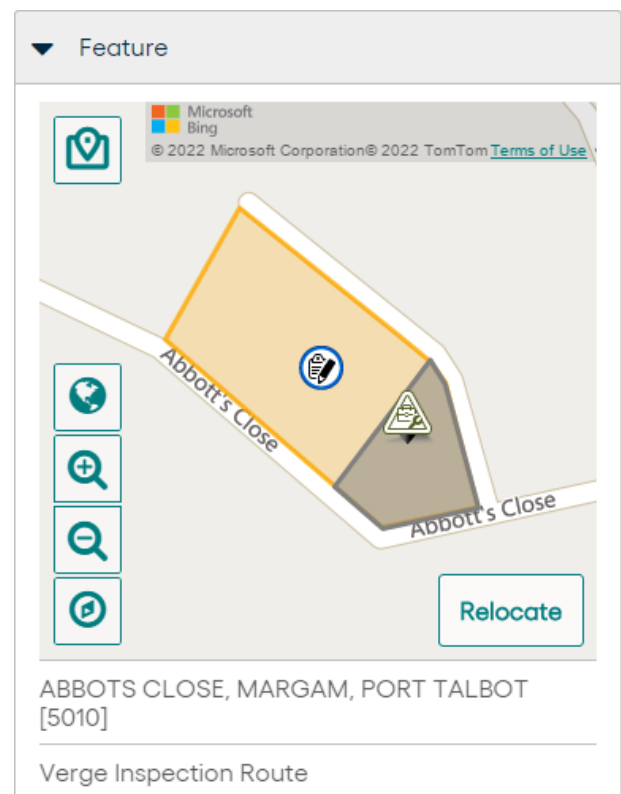 Feature
Microsoft
Bing
© 2022 Microsoft Corporation© 2022 TomTom Terms of Use
Abbott's Close
Abbott's Close
Relocate
ABBOTS CLOSE, MARGAM, PORT TALBOT
[5010]
Verge Inspection Route